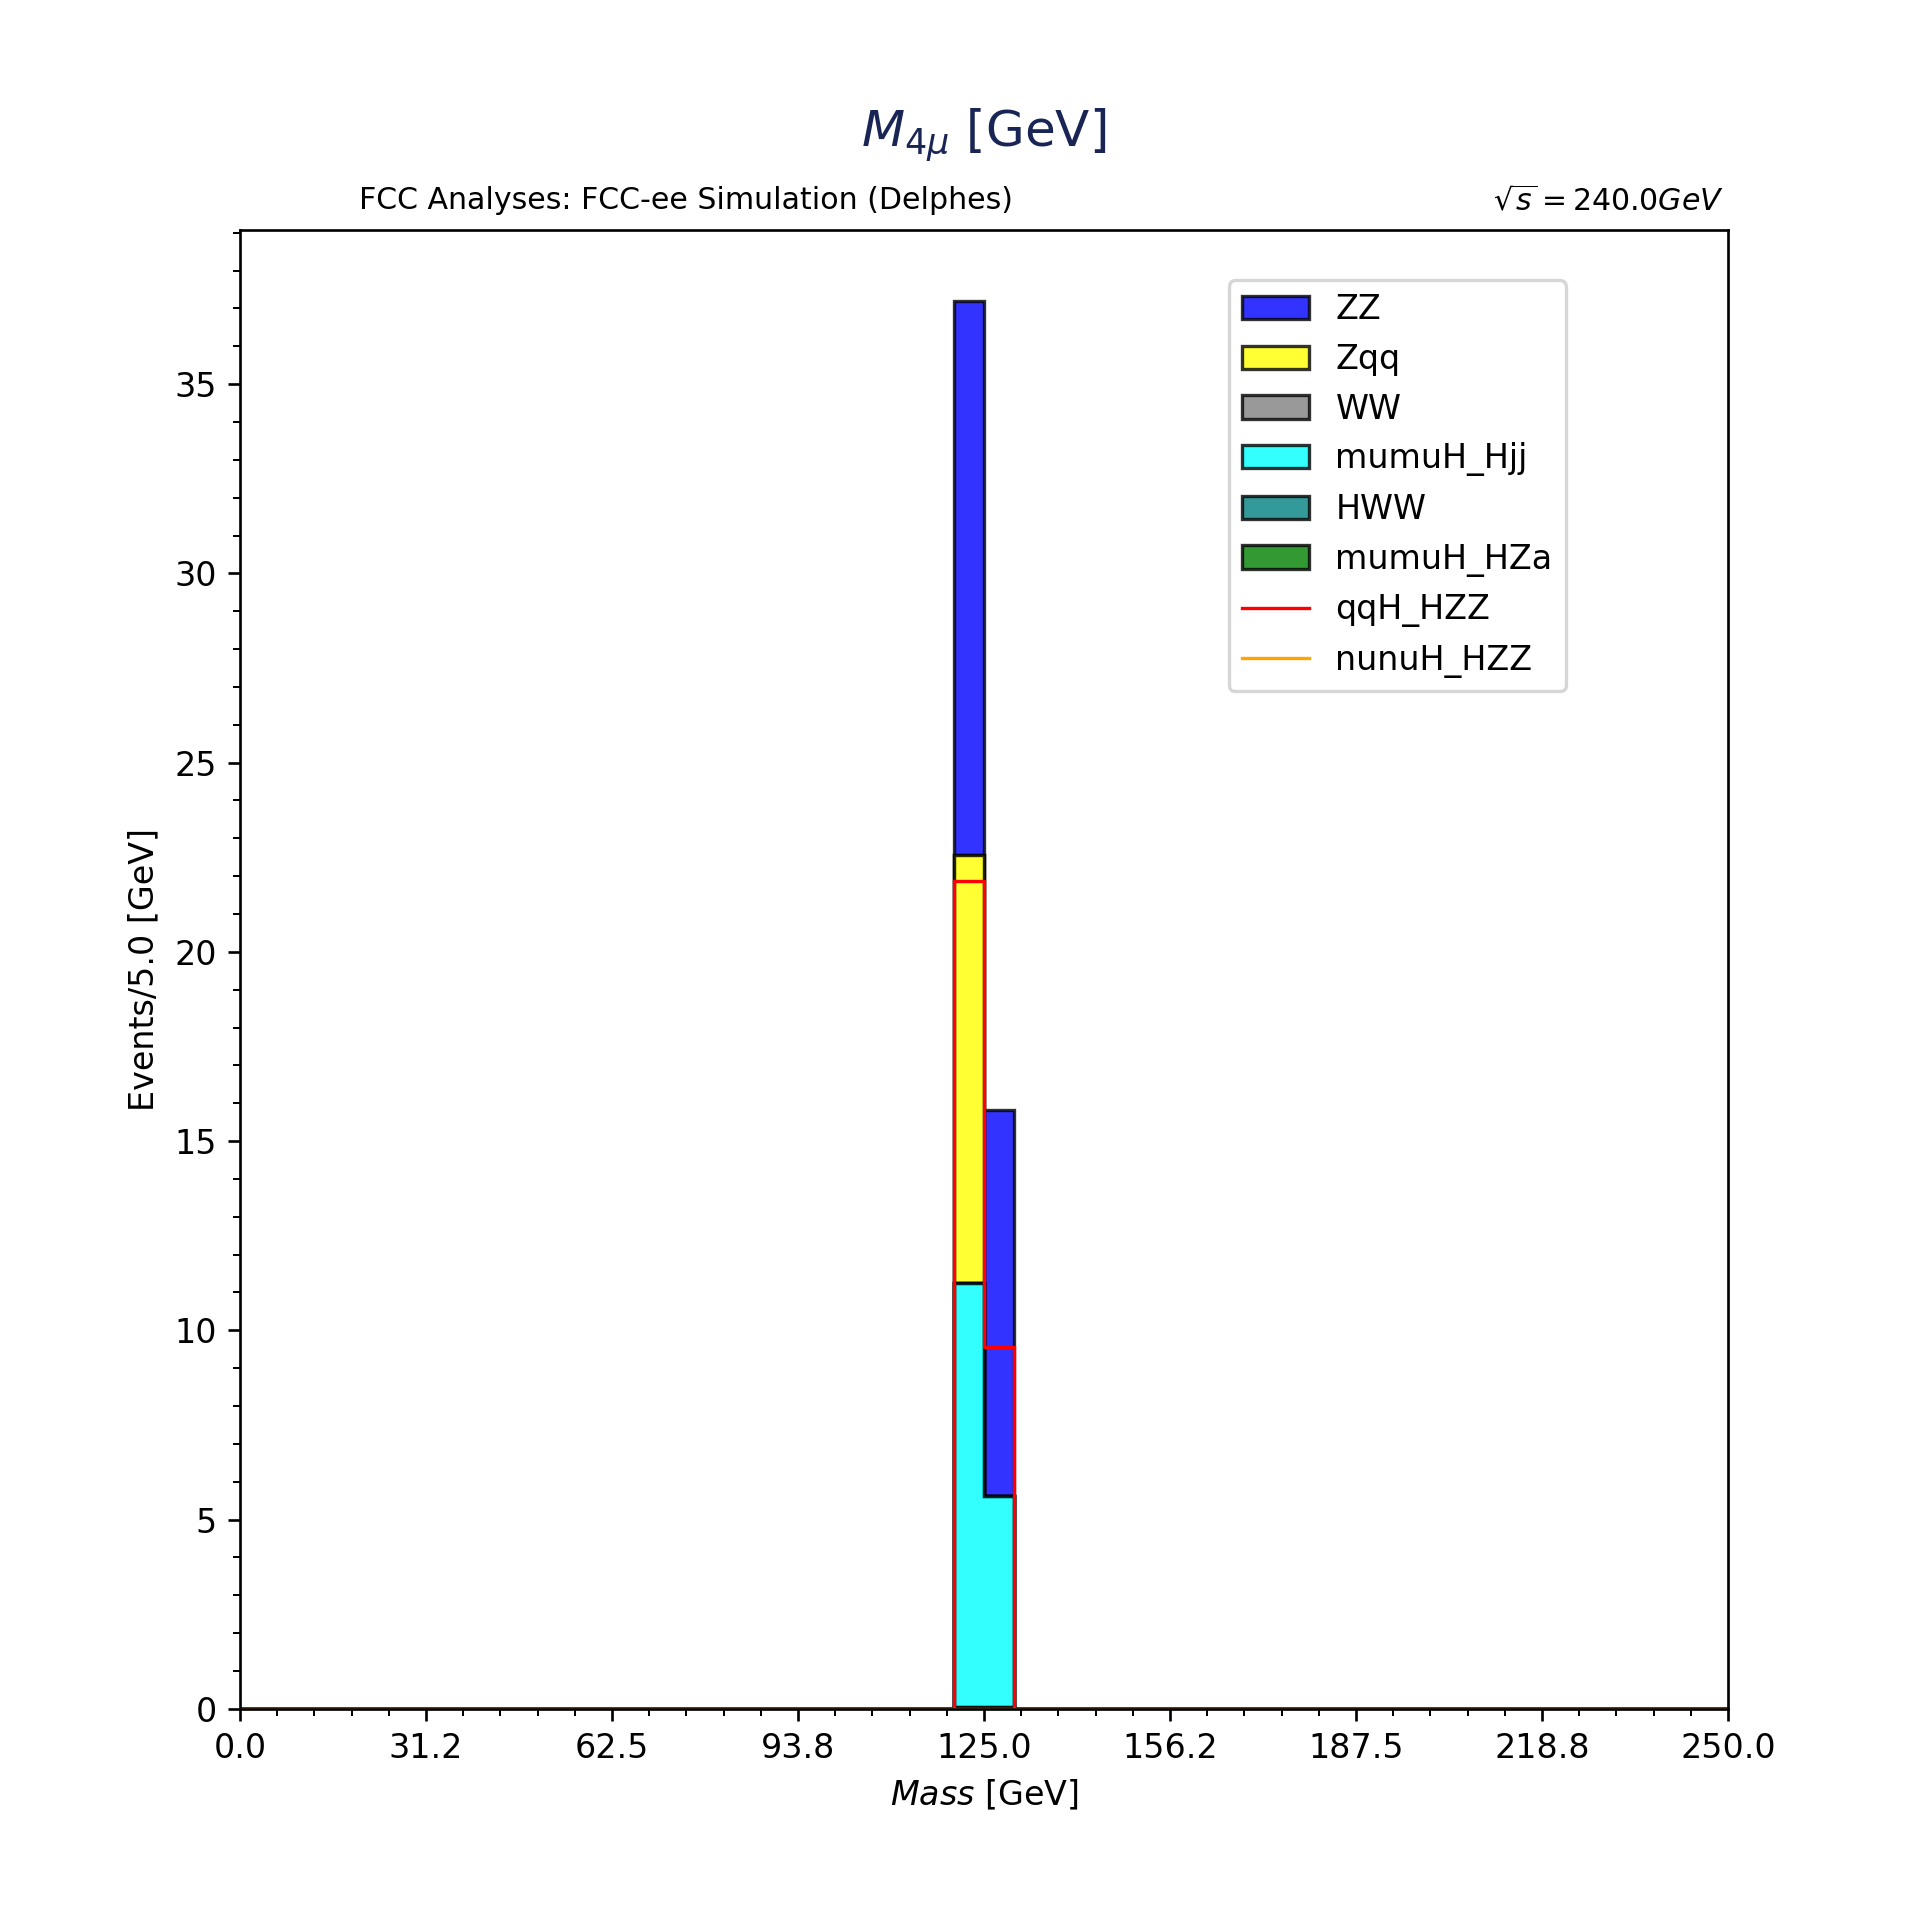 M4μ [GeV]
FCC Analyses: FCC-ee Simulation (Delphes)
√s = 240.0GeV
ZZ
Zqq
WW
mumuH_Hjj
HWW
mumuH_HZa
qqH_HZZ
nunuH_HZZ
Events/5.0 [GeV]
35
30
25
20
15
10
5
0
0.0 31.2 62.5 93.8 125.0 156.2 187.5 218.8 250.0
Mass [GeV]